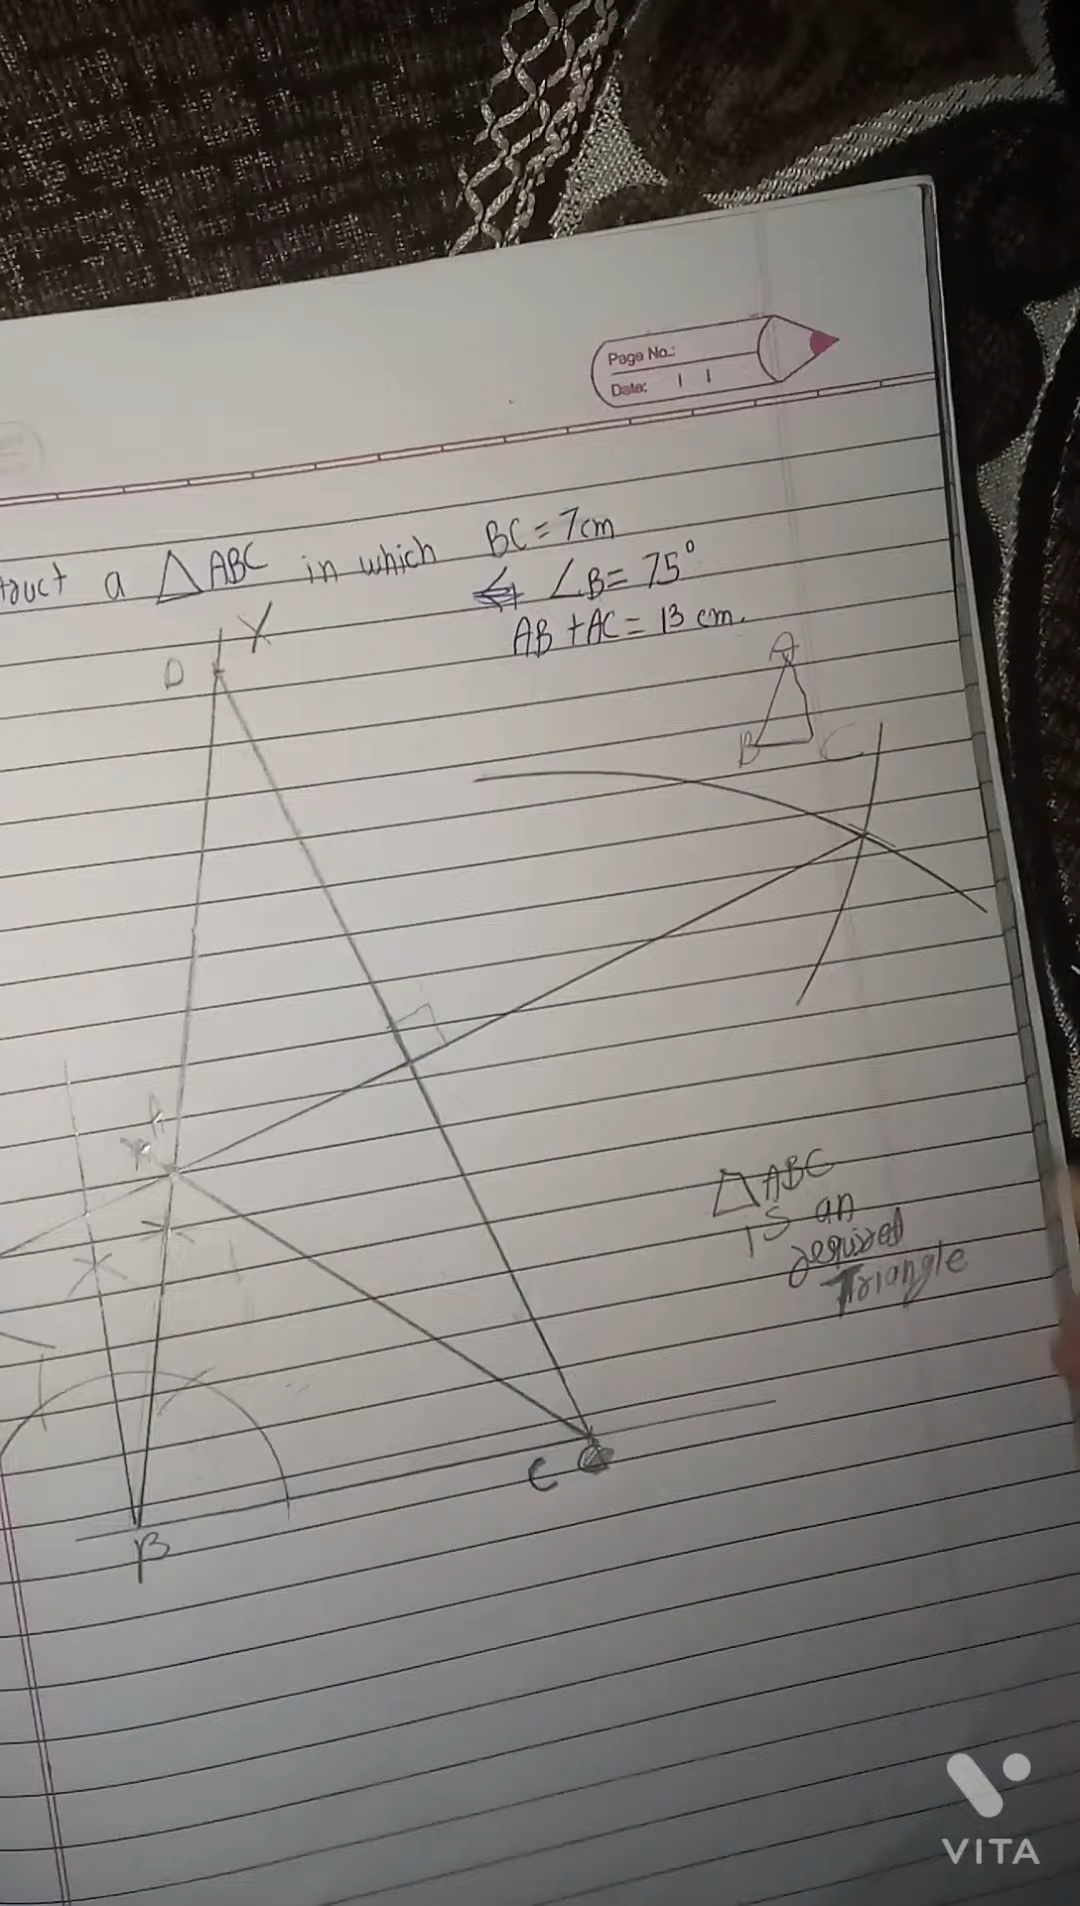 Page No.:
Date:
truct a △ ABC in which BC = 7cm
∠B = 75°
AB + AC = 13 cm.
D X
A
B C
A
△ ABC
is an
required
Triangle
C
B
VITA